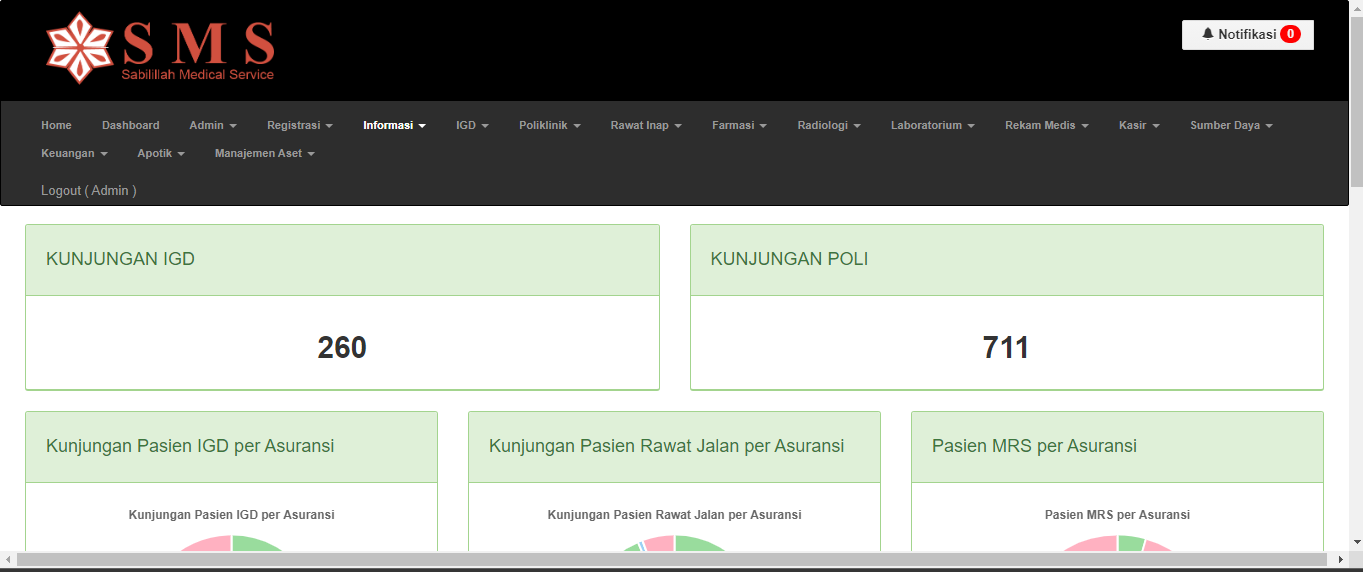 SMS
Sabilillah Medical Service
Notifikasi 0
Home Dashboard Admin Registrasi Informasi IGD Poliklinik Rawat Inap Farmasi Radiologi Laboratorium Rekam Medis Kasir Sumber Daya
Keuangan Apotik Manajemen Aset
Logout ( Admin )
KUNJUNGAN IGD
260
KUNJUNGAN POLI
711
Kunjungan Pasien IGD per Asuransi
Kunjungan Pasien IGD per Asuransi
Kunjungan Pasien Rawat Jalan per Asuransi
Kunjungan Pasien Rawat Jalan per Asuransi
Pasien MRS per Asuransi
Pasien MRS per Asuransi